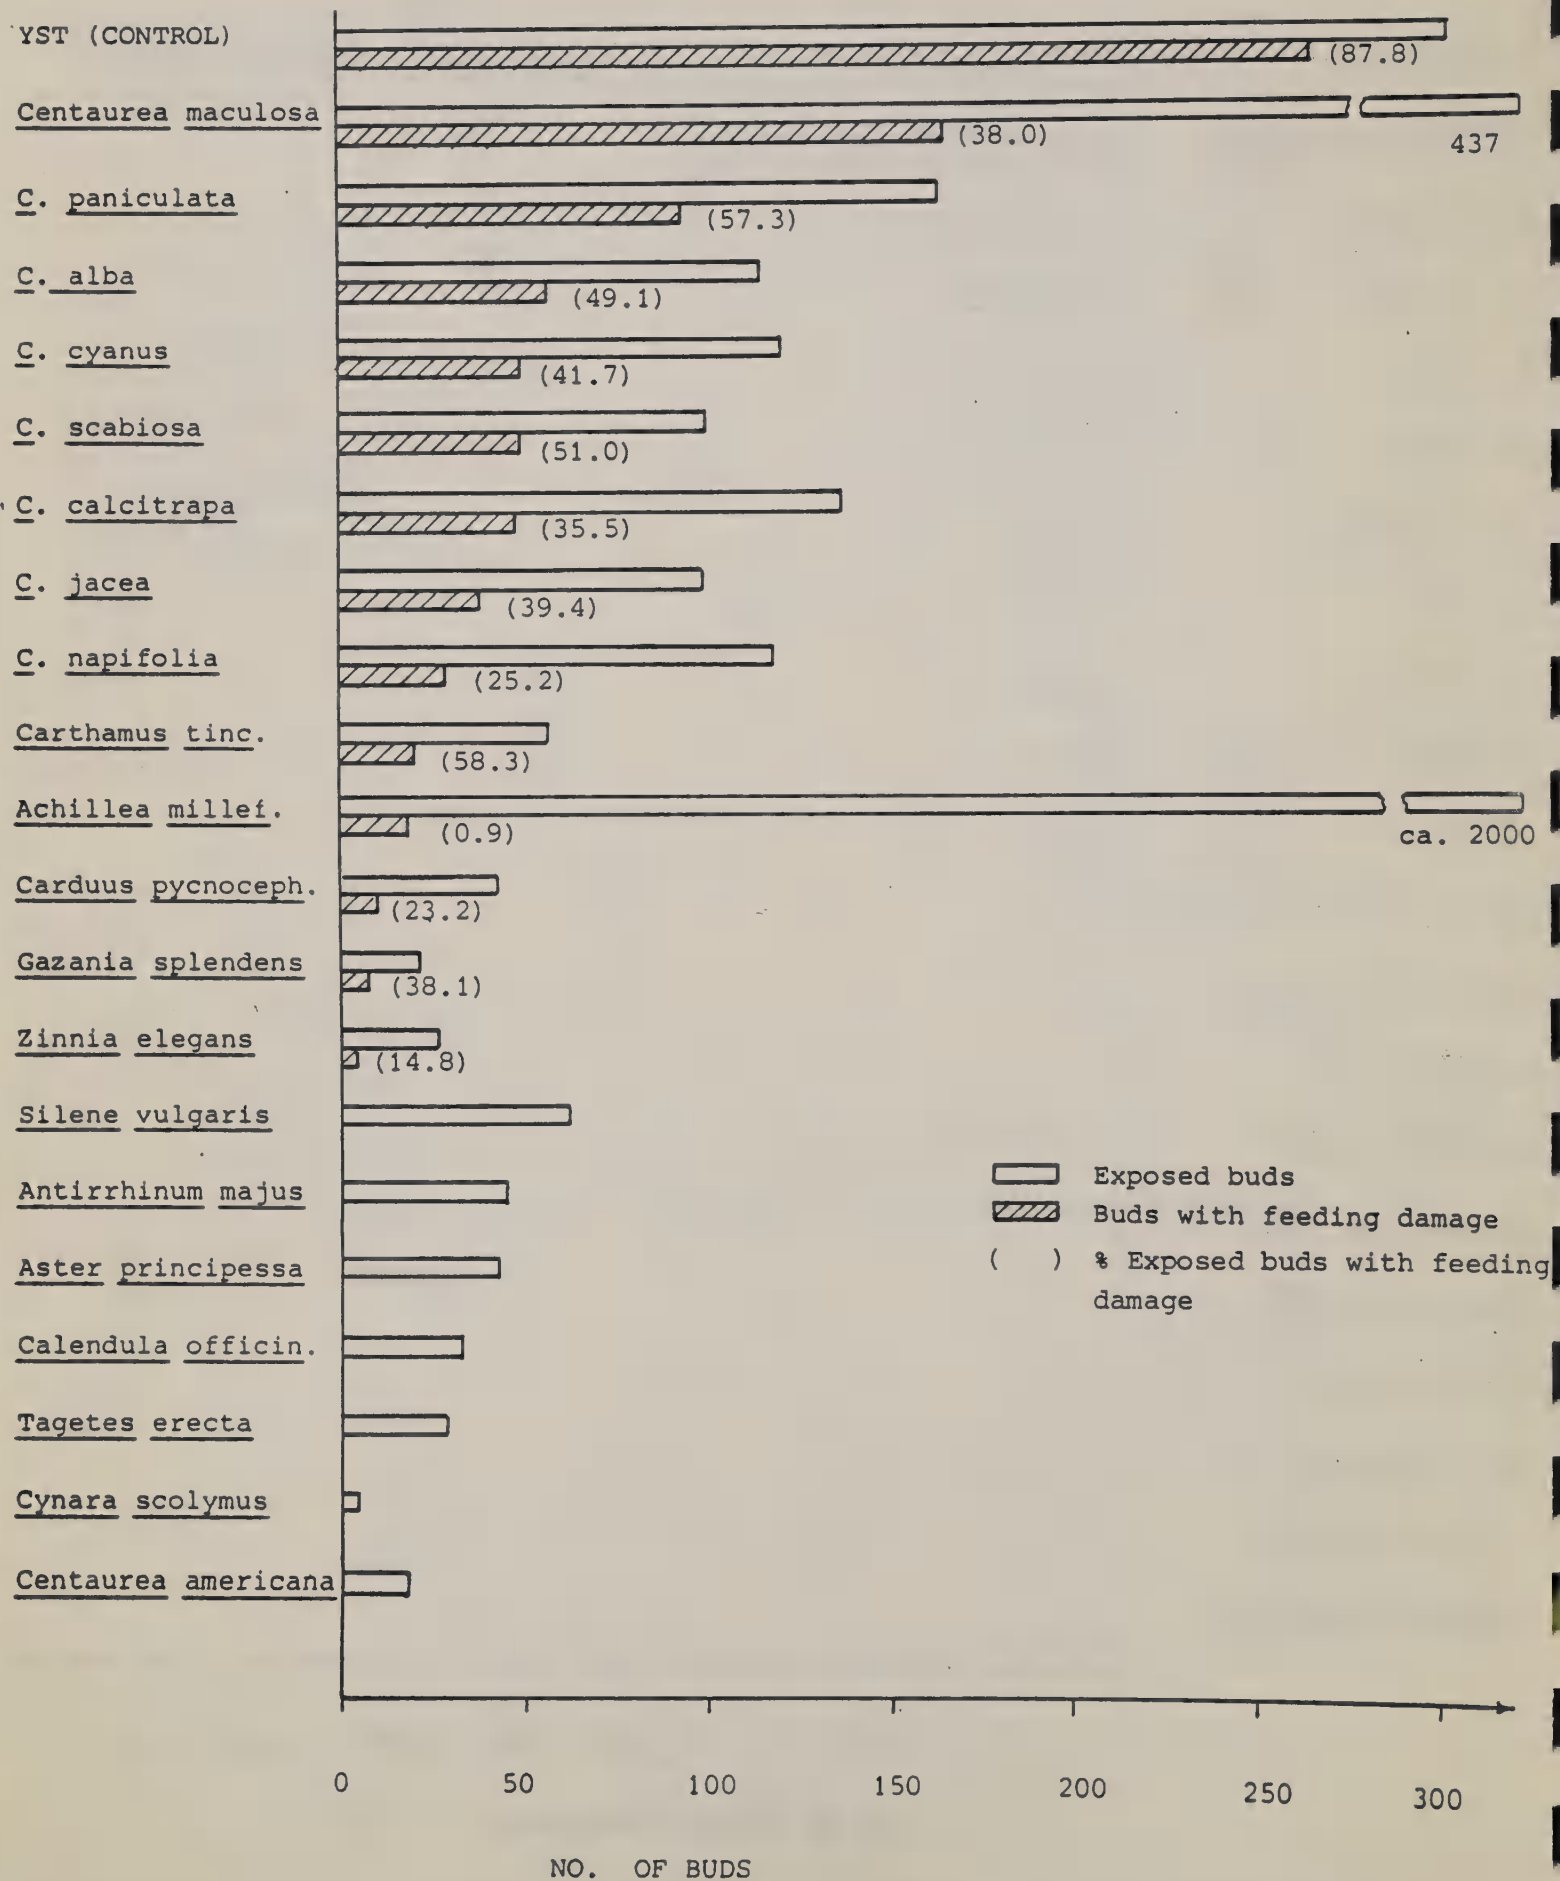 YST (CONTROL)
(87.8)
Centaurea maculosa
(38.0)
437
C. paniculata
(57.3)
C. alba
(49.1)
C. cyanus
(41.7)
C. scabiosa
(51.0)
C. calcitrapa
(35.5)
C. jacea
(39.4)
C. napifolia
(25.2)
Carthamus tinc.
(58.3)
Achillea millef.
(0.9)
ca. 2000
Carduus pycnoceph.
(23.2)
Gazania splendens
(38.1)
Zinnia elegans
(14.8)
Silene vulgaris
Antirrhinum majus
Aster principessa
Calendula officin.
Tagetes erecta
Cynara scolymus
Centaurea americana
Exposed buds
Buds with feeding damage
( ) % Exposed buds with feeding
damage
0 50 100 150 200 250 300
NO. OF BUDS